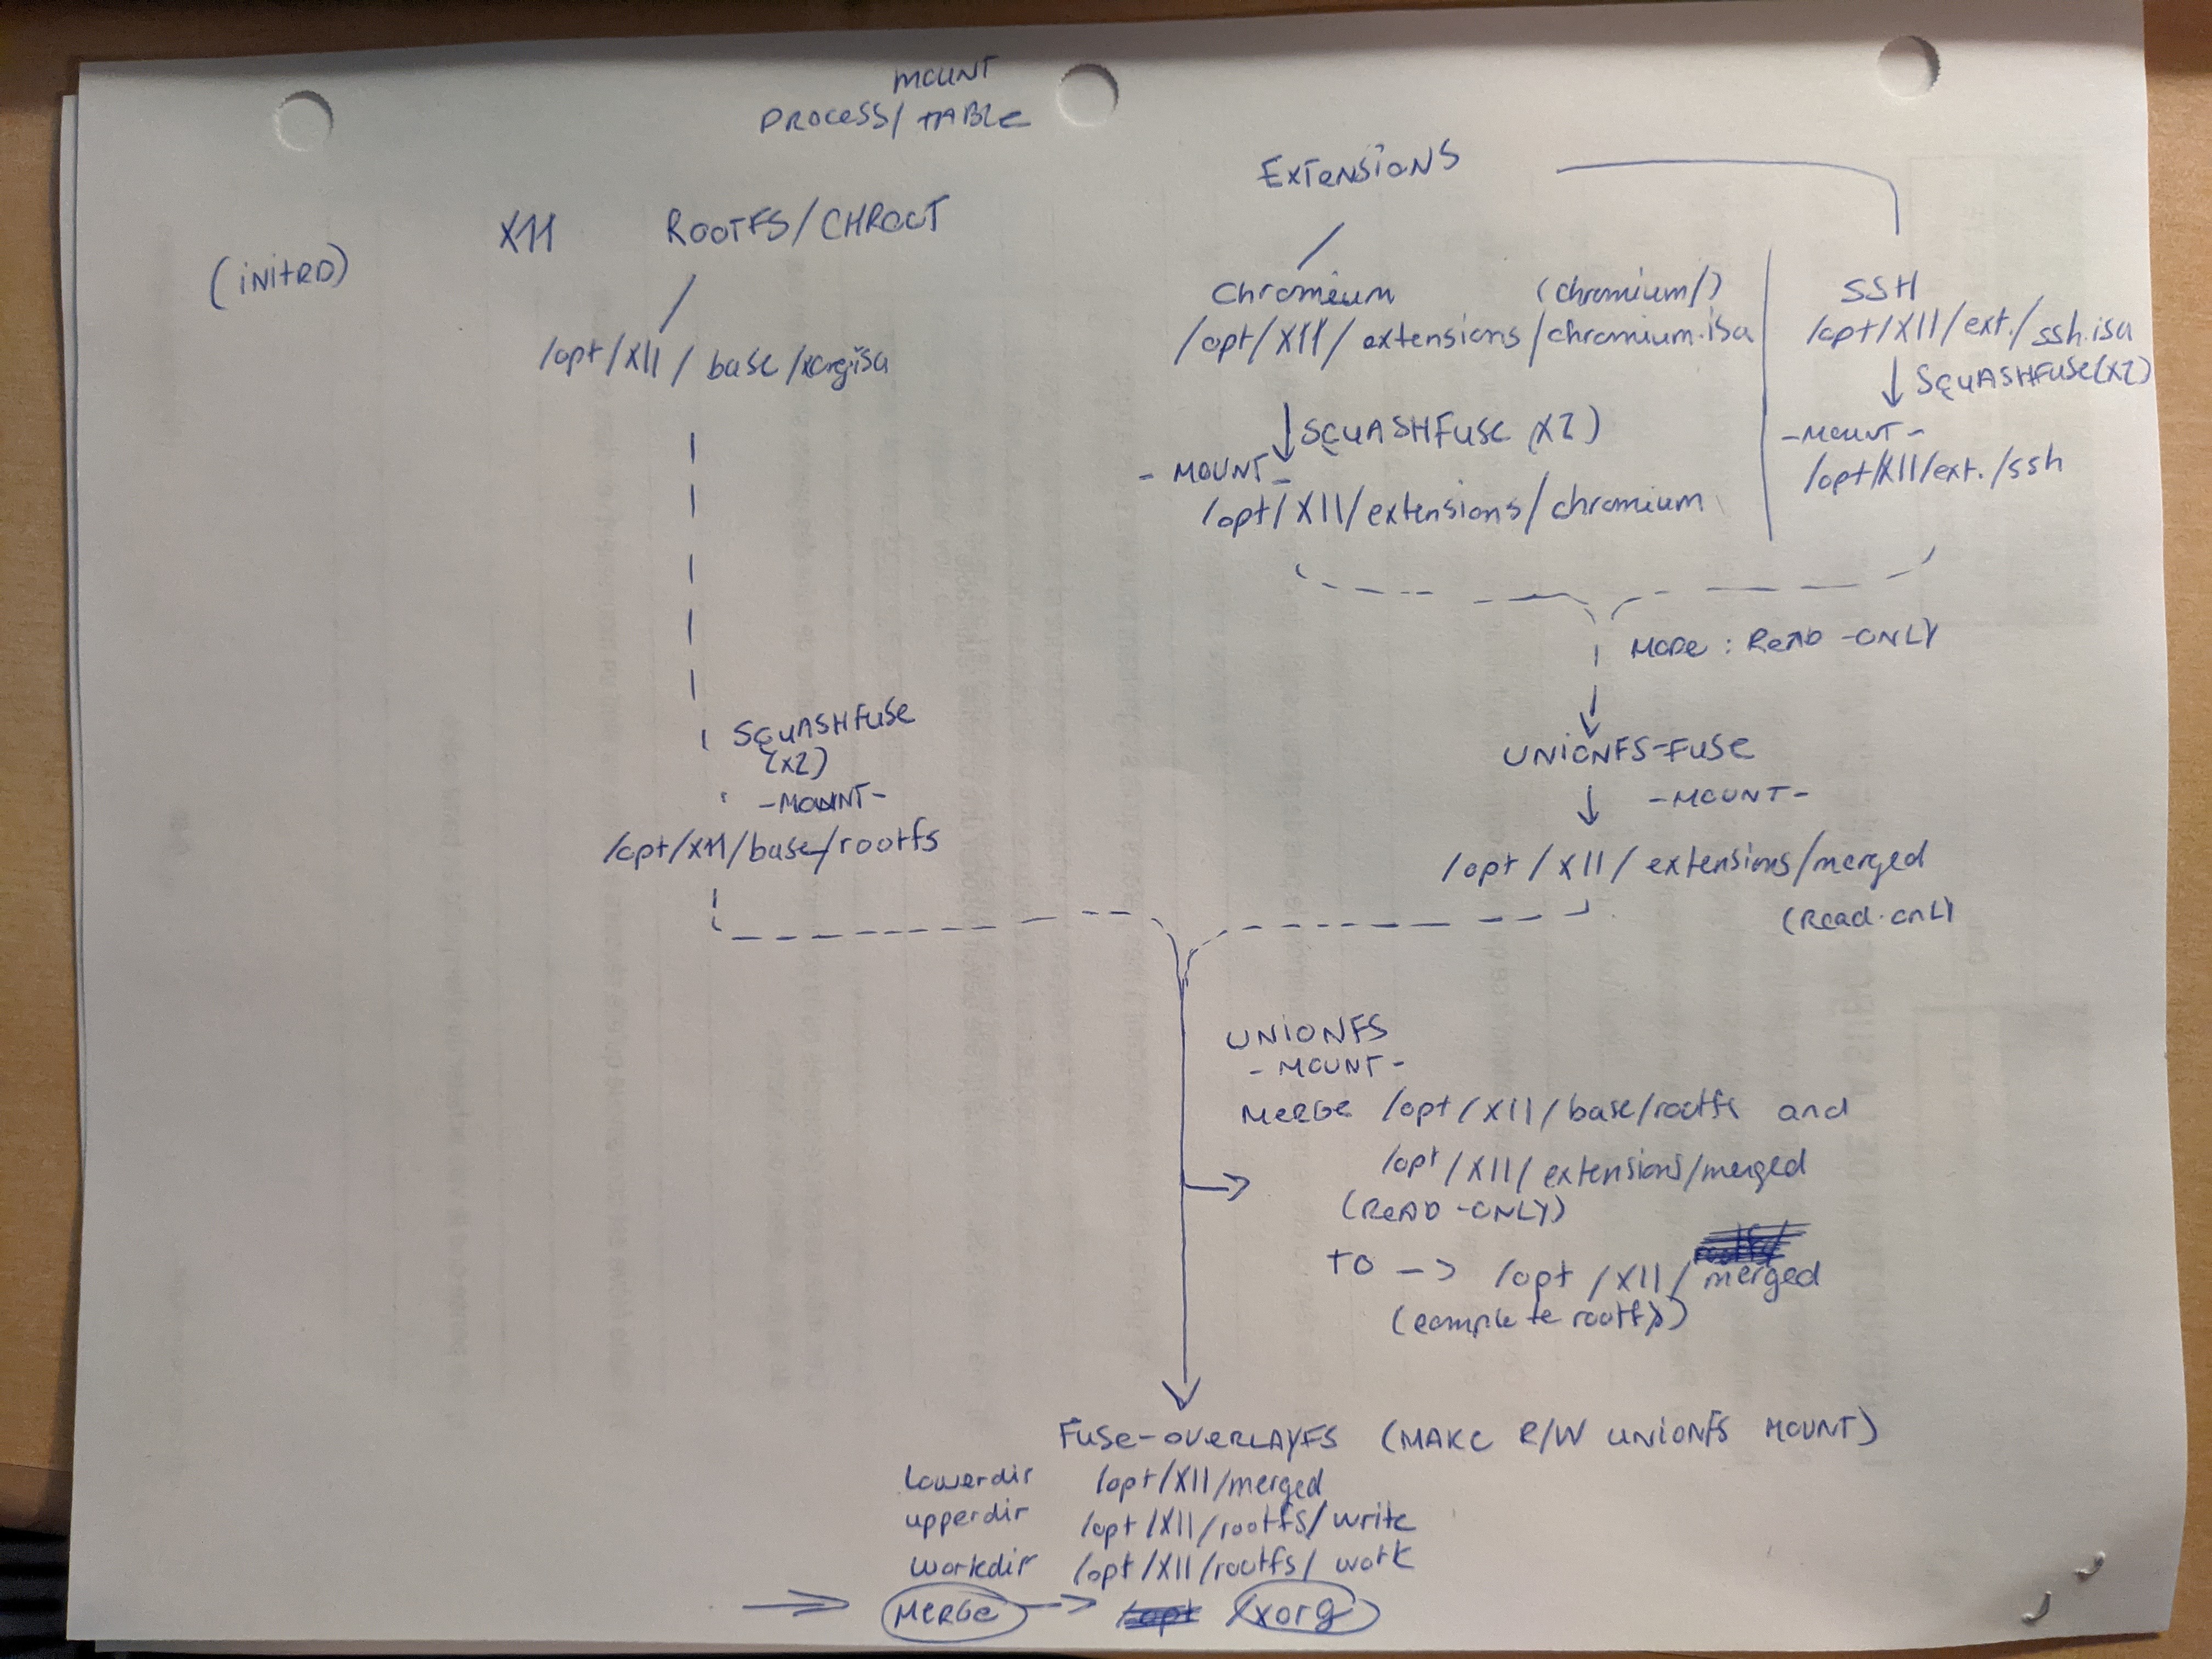 MOUNT
PROCESS/ TABLE
EXTENSIONS
X11 ROOTFS/CHROOT
(INITRD)
Chromium (chromium/)
/opt/X11/ extensions /chromium.isa
SSH
/opt/X11/ext./ssh.isa
/opt/X11/ base /xorg.isa
SQUASHFUSE(X2)
- MOUNT -
/opt/X11/ext./ssh
SQUASHFUSE (X2)
- MOUNT -
/opt/X11/extensions/chromium
MODE : READ -ONLY
SQUASHFUSE
(X2)
- MOUNT -
/opt/X11/base/rootfs
UNIONFS-FUSE
- MOUNT -
/opt / X11 / extensions/merged
(Read-onLY
UNIONFS
- MOUNT -
MERGE /opt / X11 / base/rootfs and
/opt / X11 / extensions/merged
(READ -ONLY)
TO -> /opt / X11 / merged
(complete rootfs)
FUSE-OVERLAYFS (MAKE R/W UNIONFS MOUNT)
lowerdir /opt/X11/merged
upperdir /opt/X11/rootfs/write
workdir /opt/X11/rootfs/ work
MERGE /xorg